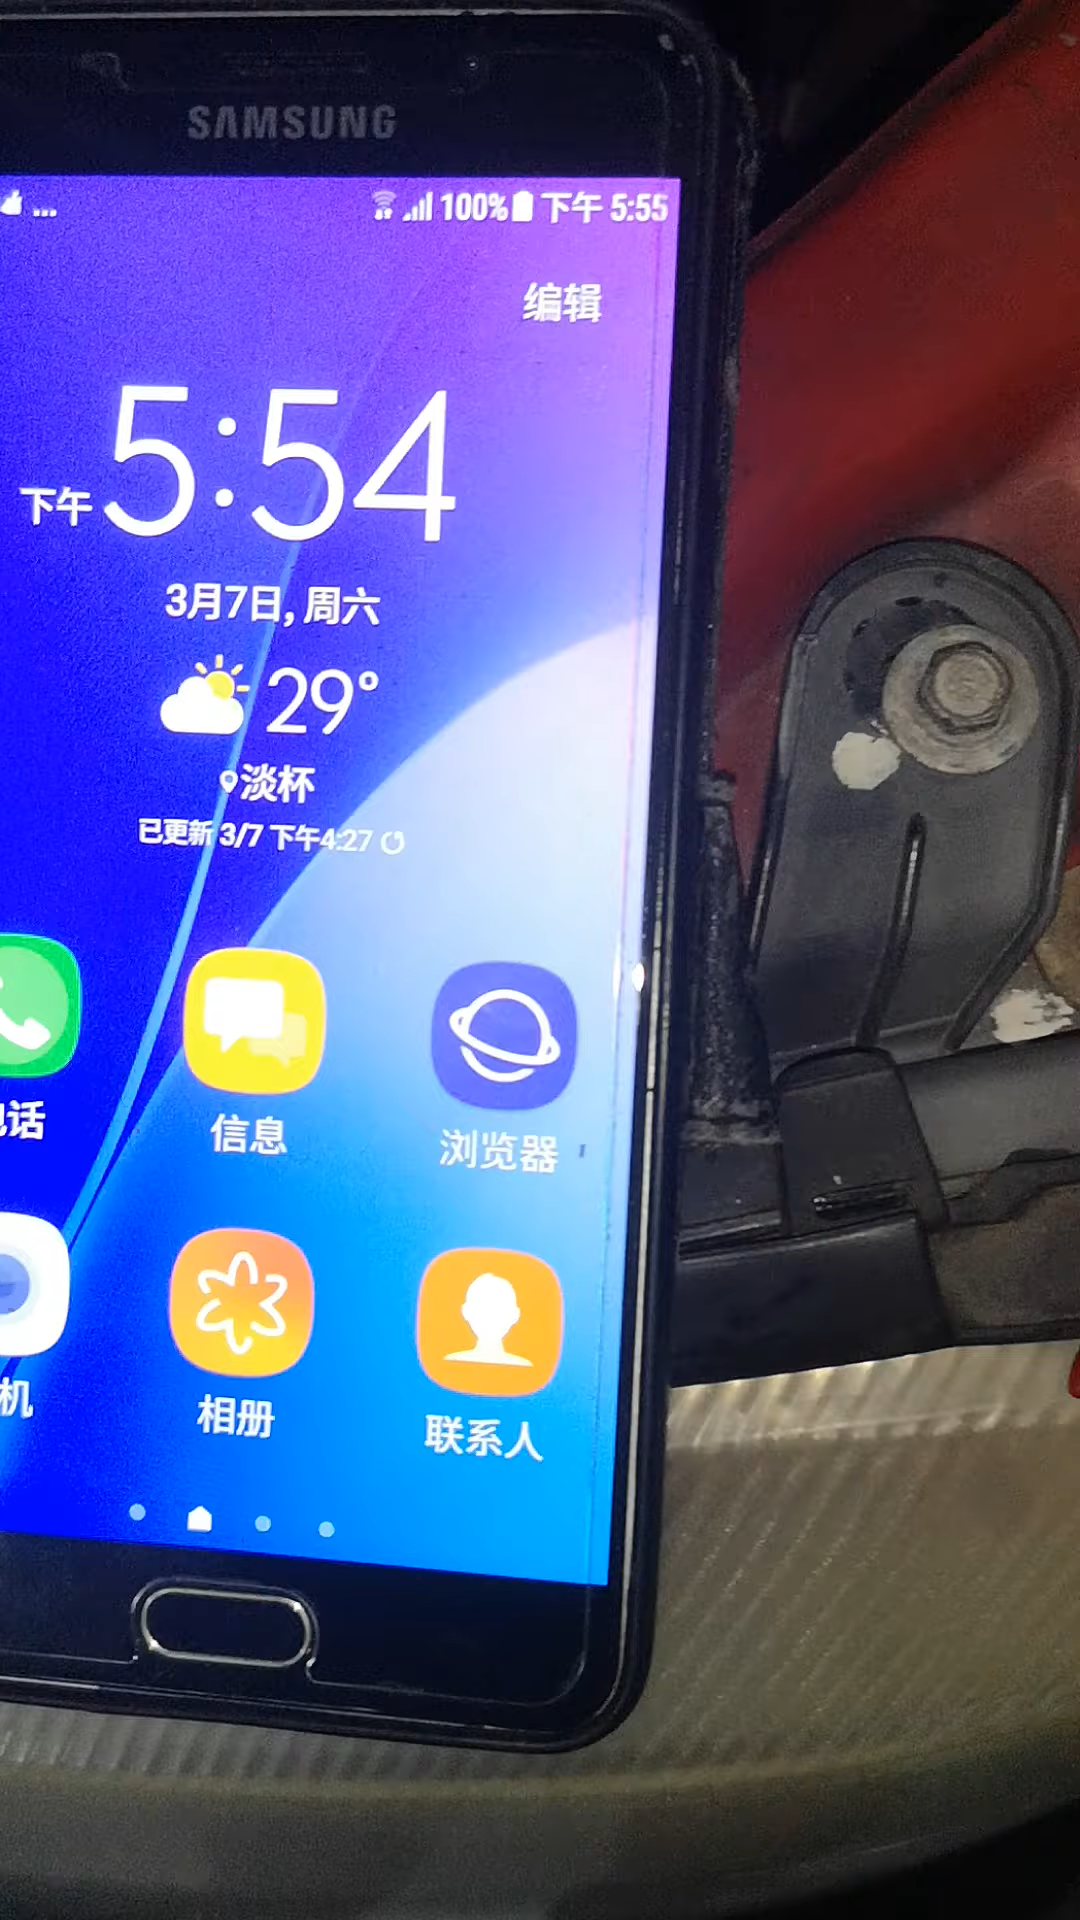 SAMSUNG
... 100% 下午 5:55
编辑
下午 5:54
3月7日, 周六
29°
淡杯
已更新 3/7 下午4:27
话
信息
浏览器
机
相册
联系人